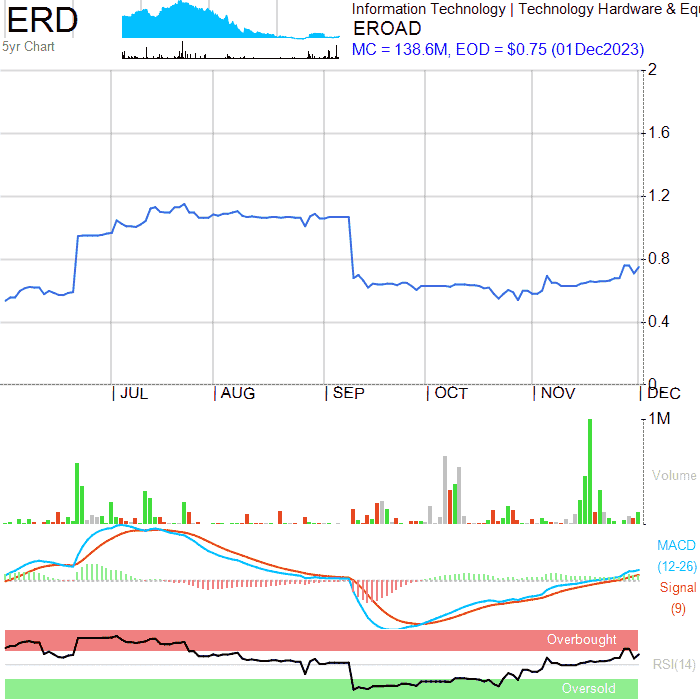 ERD
5yr Chart
Information Technology | Technology Hardware & Equ
EROAD
MC = 138.6M, EOD = $0.75 (01Dec2023)
2
1.6
1.2
0.8
0.4
0
| JUL | AUG | SEP | OCT | NOV | DEC
1M
Volume
MACD
(12-26)
Signal
(9)
Overbought
RSI(14)
Oversold